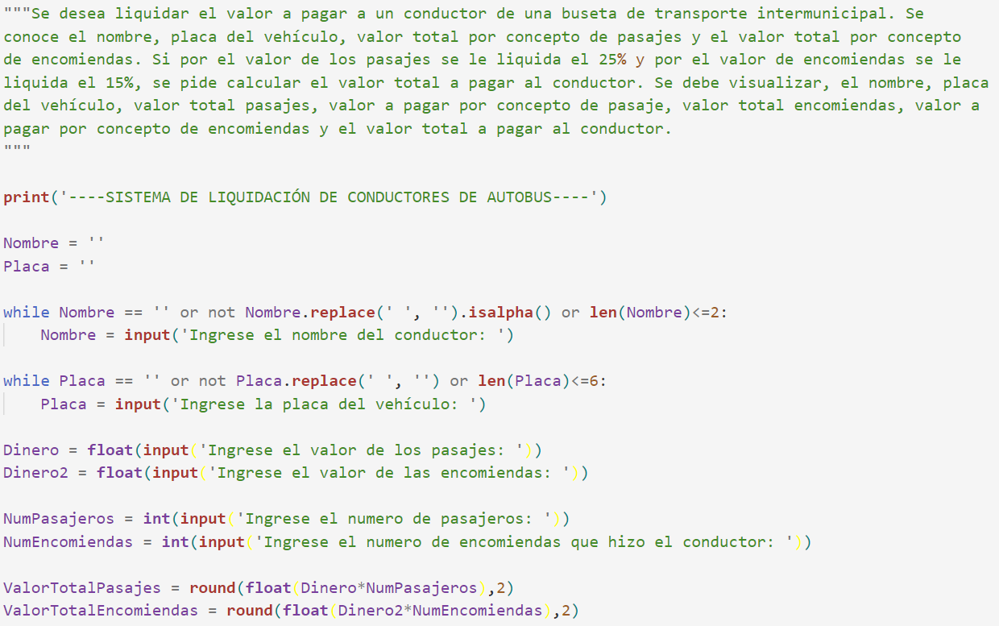 """Se desea liquidar el valor a pagar a un conductor de una buseta de transporte intermunicipal. Se
conoce el nombre, placa del vehículo, valor total por concepto de pasajes y el valor total por concepto
de encomiendas. Si por el valor de los pasajes se le liquida el 25% y por el valor de encomiendas se le
liquida el 15%, se pide calcular el valor total a pagar al conductor. Se debe visualizar, el nombre, placa
del vehículo, valor total pasajes, valor a pagar por concepto de pasaje, valor total encomiendas, valor a
pagar por concepto de encomiendas y el valor total a pagar al conductor.
"""

print('----SISTEMA DE LIQUIDACIÓN DE CONDUCTORES DE AUTOBUS----')

Nombre = ''
Placa = ''

while Nombre == '' or not Nombre.replace(' ', '').isalpha() or len(Nombre)<=2:
    Nombre = input('Ingrese el nombre del conductor: ')

while Placa == '' or not Placa.replace(' ', '') or len(Placa)<=6:
    Placa = input('Ingrese la placa del vehículo: ')

Dinero = float(input('Ingrese el valor de los pasajes: '))
Dinero2 = float(input('Ingrese el valor de las encomiendas: '))

NumPasajeros = int(input('Ingrese el numero de pasajeros: '))
NumEncomiendas = int(input('Ingrese el numero de encomiendas que hizo el conductor: '))

ValorTotalPasajes = round(float(Dinero*NumPasajeros),2)
ValorTotalEncomiendas = round(float(Dinero2*NumEncomiendas),2)